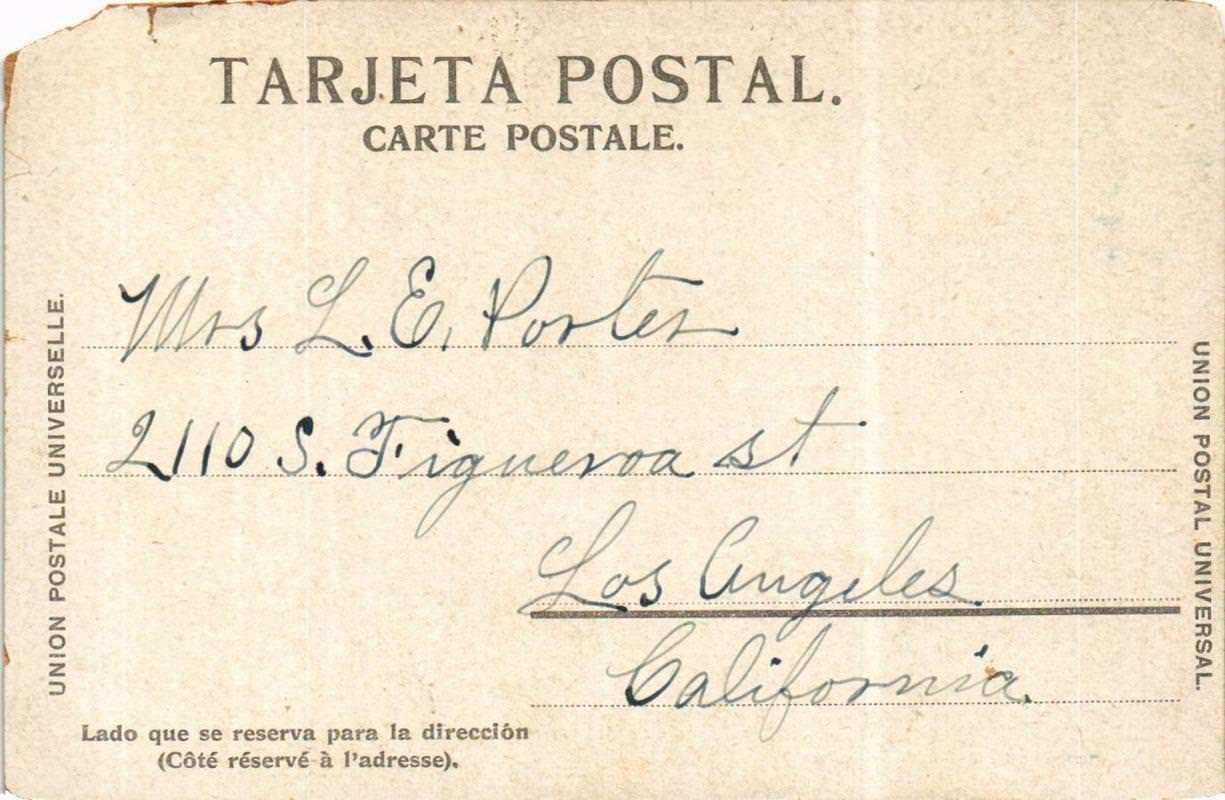 TARJETA POSTAL.
CARTE POSTALE.
UNION POSTALE UNIVERSELLE.
Mrs L. E. Porter
2110 S. Figueroa st
Los Angeles
California.
UNION POSTAL UNIVERSAL.
Lado que se reserva para la dirección
(Côté réservé à l'adresse).